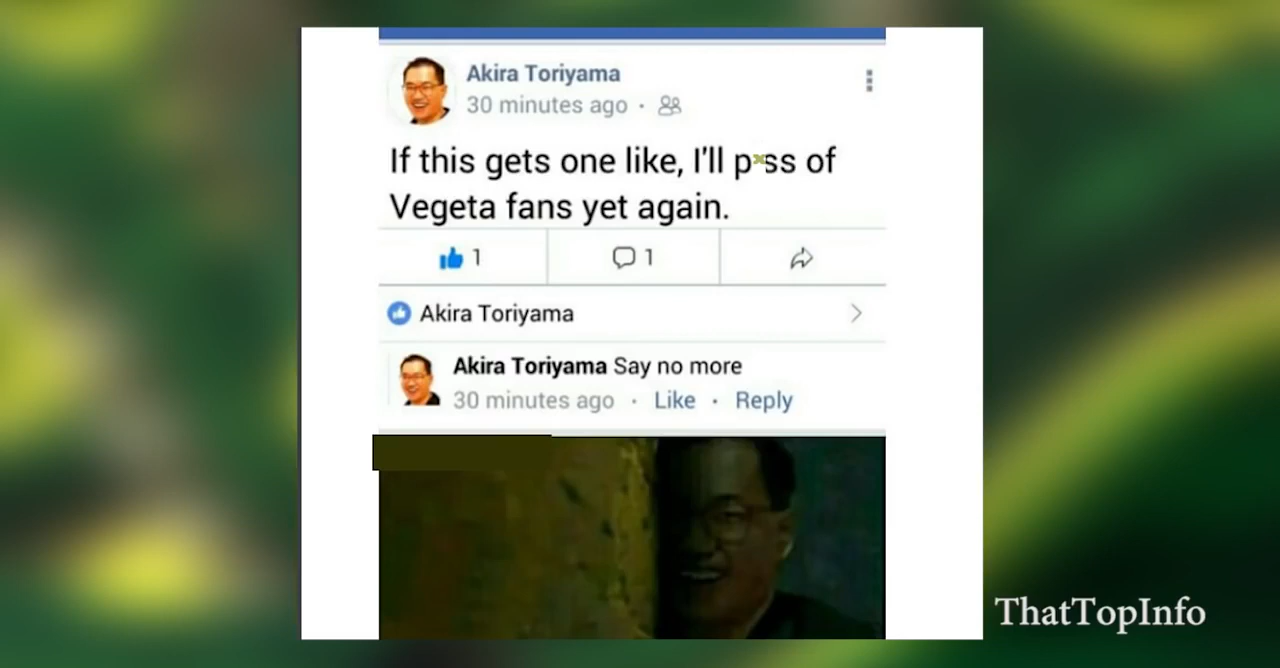 Akira Toriyama
30 minutes ago ·
If this gets one like, I'll p*ss of
Vegeta fans yet again.
1
1
Akira Toriyama
Akira Toriyama Say no more
30 minutes ago · Like · Reply
ThatTopInfo